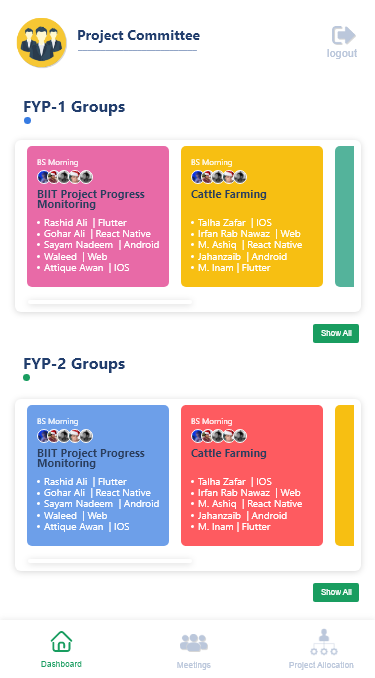 Project Committee
logout
FYP-1 Groups
BS Morning
BIIT Project Progress
Monitoring
• Rashid Ali | Flutter
• Gohar Ali | React Native
• Sayam Nadeem | Android
• Waleed | Web
• Attique Awan | IOS
BS Morning
Cattle Farming
• Talha Zafar | IOS
• Irfan Rab Nawaz | Web
• M. Ashiq | React Native
• Jahanzaib | Android
• M. Inam | Flutter
Show All
FYP-2 Groups
BS Morning
BIIT Project Progress
Monitoring
• Rashid Ali | Flutter
• Gohar Ali | React Native
• Sayam Nadeem | Android
• Waleed | Web
• Attique Awan | IOS
BS Morning
Cattle Farming
• Talha Zafar | IOS
• Irfan Rab Nawaz | Web
• M. Ashiq | React Native
• Jahanzaib | Android
• M. Inam | Flutter
Show All
Dashboard
Meetings
Project Allocation